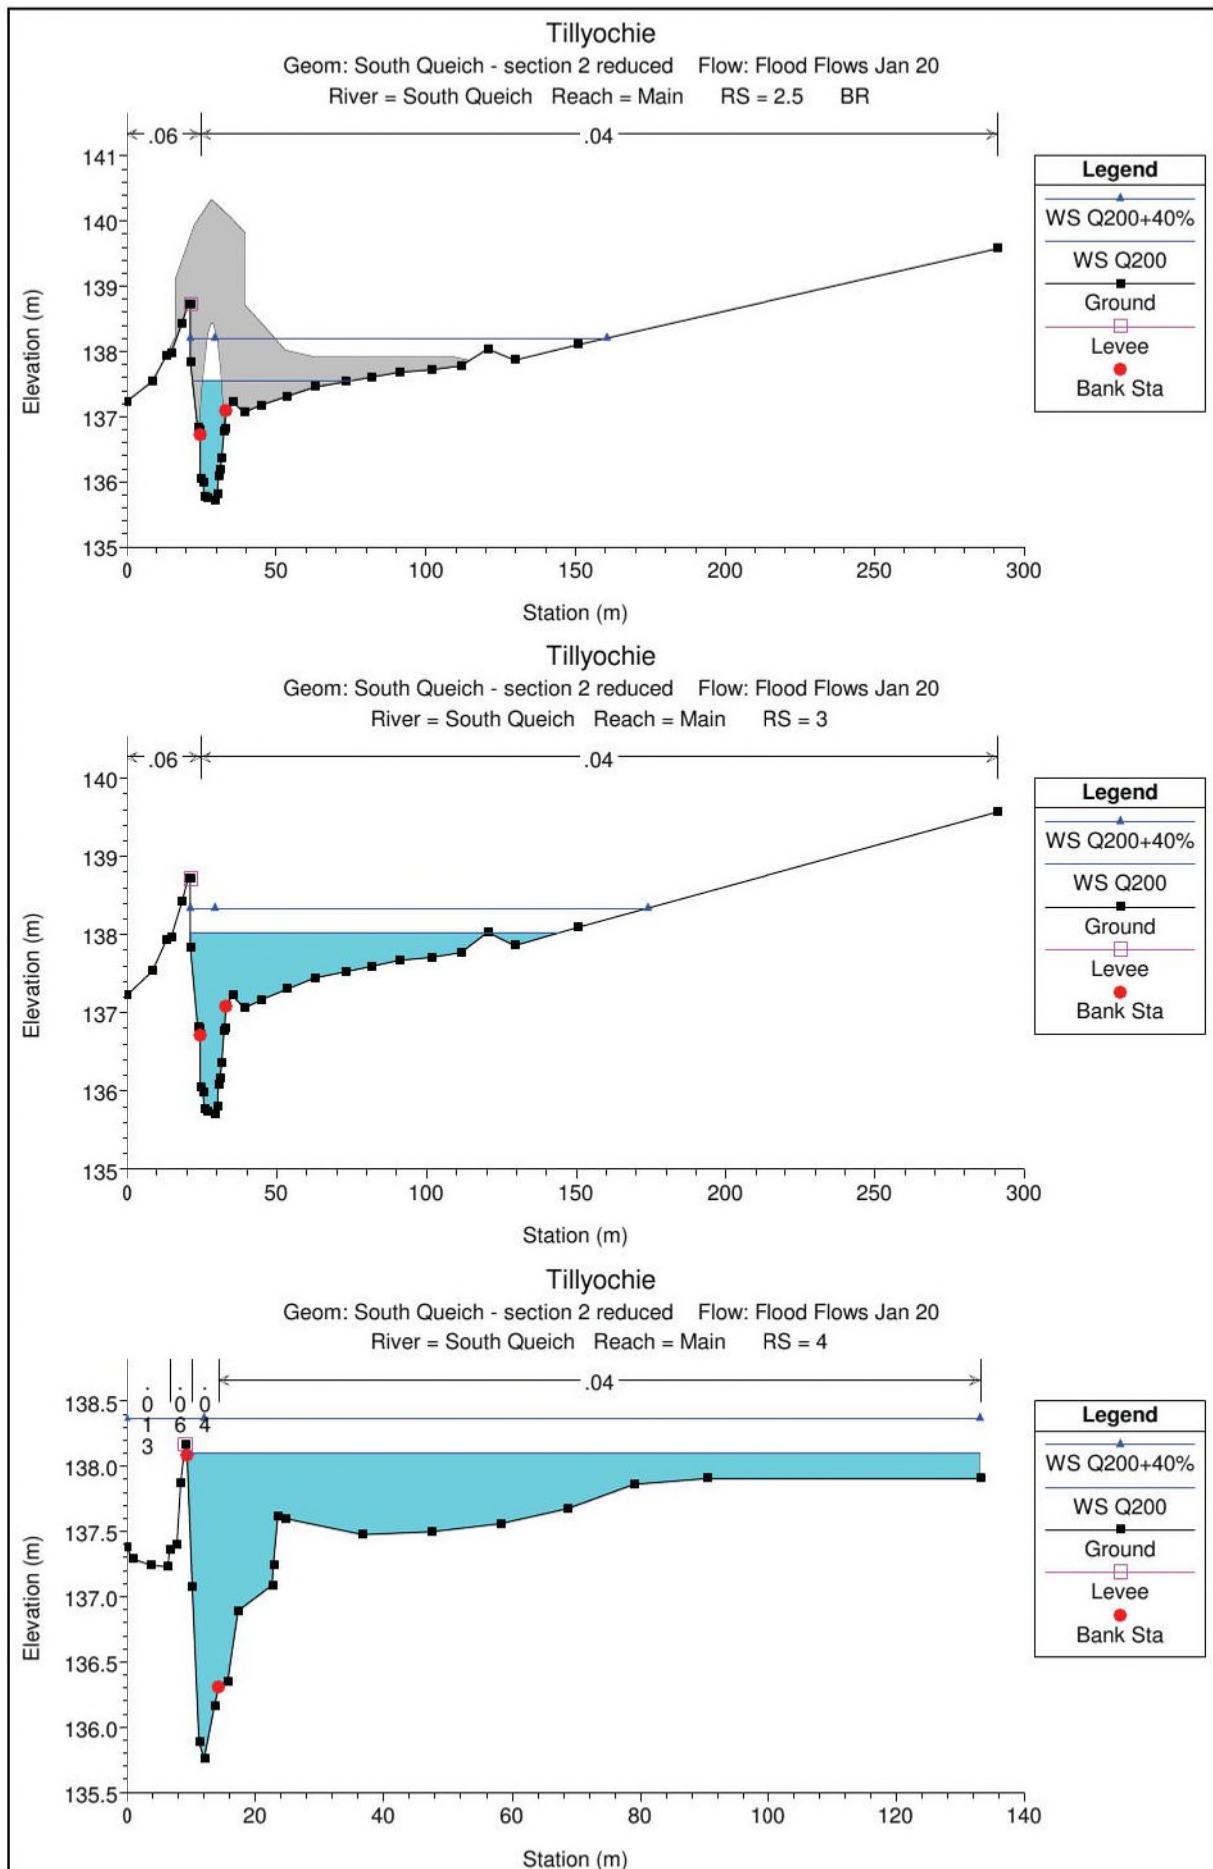 Tillyochie
Geom: South Queich - section 2 reduced Flow: Flood Flows Jan 20
River = South Queich Reach = Main RS = 2.5 BR
.06 .04
141
140
139
138
137
136
135
Elevation (m)
0 50 100 150 200 250 300
Station (m)
Legend
WS Q200+40%
WS Q200
Ground
Levee
Bank Sta
Tillyochie
Geom: South Queich - section 2 reduced Flow: Flood Flows Jan 20
River = South Queich Reach = Main RS = 3
.06 .04
140
139
138
137
136
135
Elevation (m)
0 50 100 150 200 250 300
Station (m)
Legend
WS Q200+40%
WS Q200
Ground
Levee
Bank Sta
Tillyochie
Geom: South Queich - section 2 reduced Flow: Flood Flows Jan 20
River = South Queich Reach = Main RS = 4
.013 .06 .04 .04
138.5
138.0
137.5
137.0
136.5
136.0
135.5
Elevation (m)
0 20 40 60 80 100 120 140
Station (m)
Legend
WS Q200+40%
WS Q200
Ground
Levee
Bank Sta